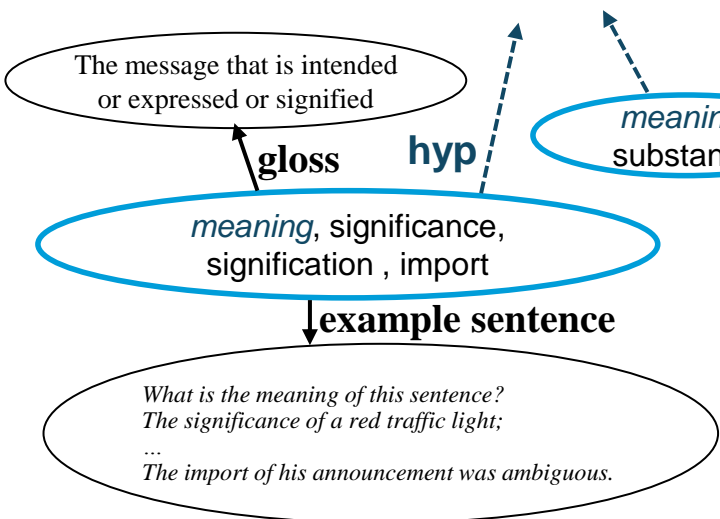 The message that is intended
or expressed or signified
gloss
hyp
substan
meaning, significance,
signification , import
example sentence
What is the meaning of this sentence?
The significance of a red traffic light;
...
The import of his announcement was ambiguous.